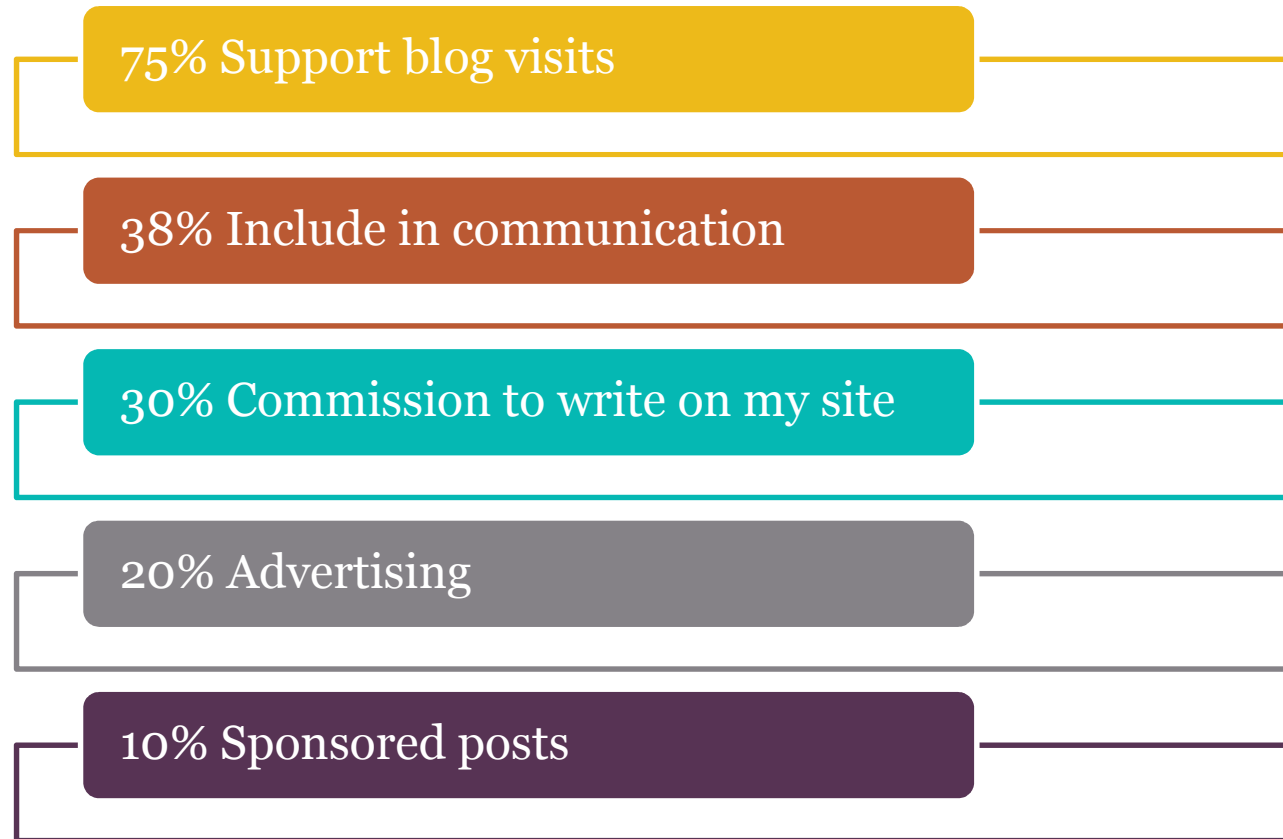 75% Support blog visits
38% Include in communication
30% Commission to write on my site
20% Advertising
10% Sponsored posts